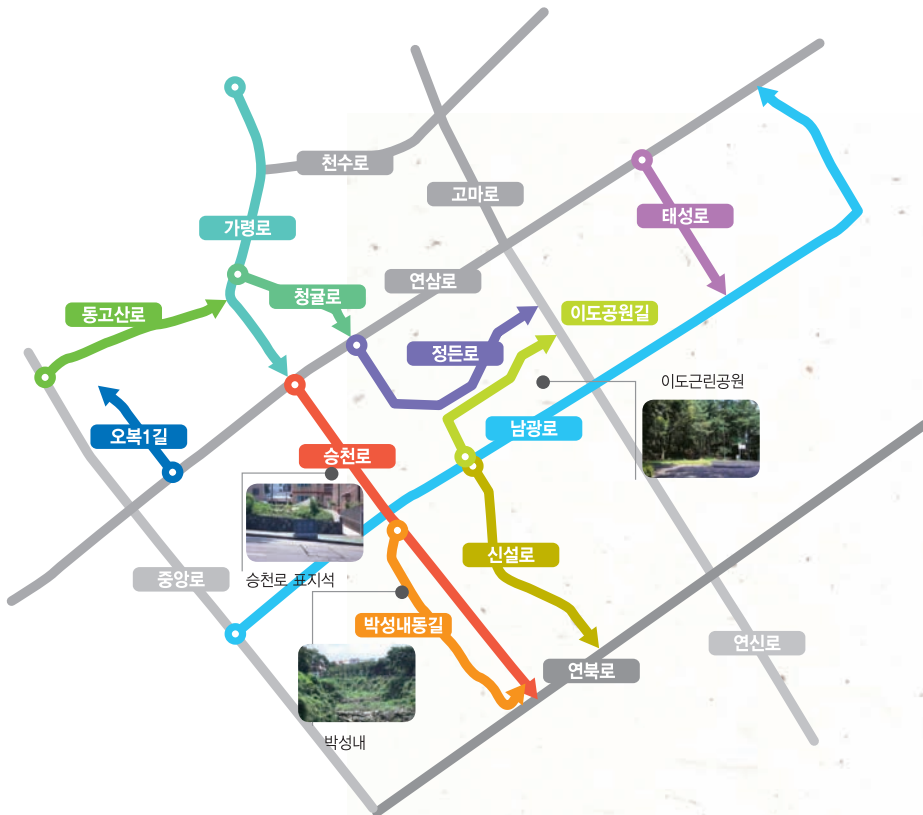 천수로
고마로
태성로
가령로
연삼로
청귤로
동고산로
이도공원길
정든로
이도근린공원
남광로
오복1길
승천로
신설로
중앙로
승천로 표지석
박성내동길
연신로
연북로
박성내